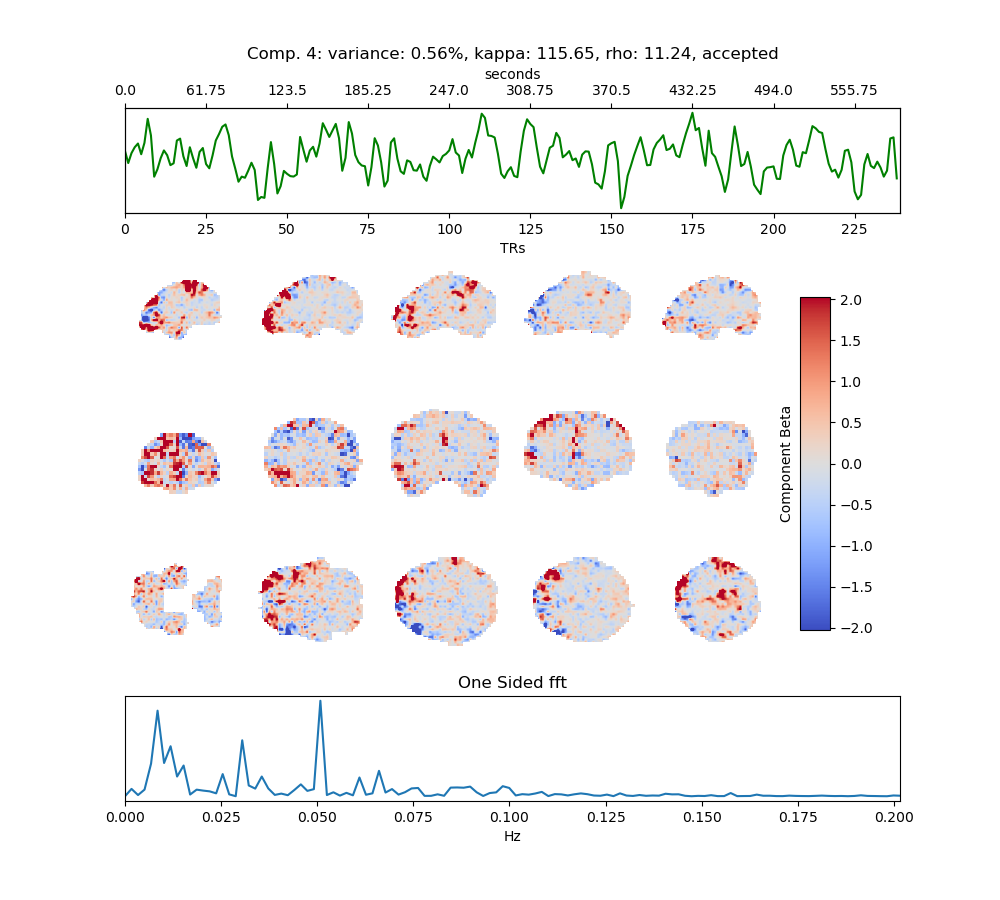 Comp. 4: variance: 0.56%, kappa: 115.65, rho: 11.24, accepted
seconds
0.0 61.75 123.5 185.25 247.0 308.75 370.5 432.25 494.0 555.75
0 25 50 75 100 125 150 175 200 225
TRs
2.0
1.5
1.0
0.5
0.0
−0.5
−1.0
−1.5
−2.0
Component Beta
One Sided fft
0.000 0.025 0.050 0.075 0.100 0.125 0.150 0.175 0.200
Hz